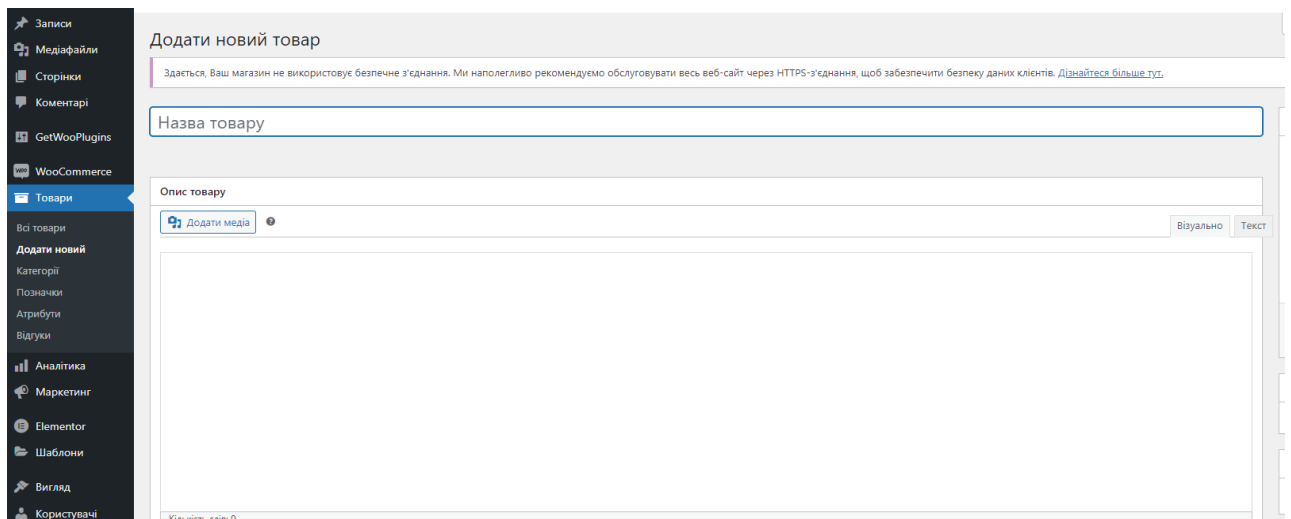 Записи
Медіафайли
Сторінки
Коментарі
GetWooPlugins
WooCommerce
Товари
Всі товари
Додати новий
Категорії
Позначки
Атрибути
Відгуки
Аналітика
Маркетинг
Elementor
Шаблони
Вигляд
Користувачі
Додати новий товар
Здається, Ваш магазин не використовує безпечне з'єднання. Ми наполегливо рекомендуємо обслуговувати весь веб-сайт через HTTPS-з'єднання, щоб забезпечити безпеку даних клієнтів. Дізнайтеся більше тут.
Назва товару
Опис товару
Додати медіа
Візуально Текст
Кількість слів: 0